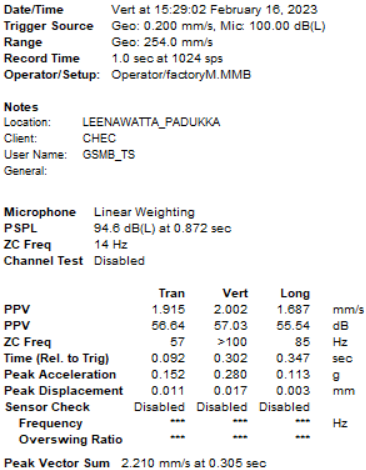 Date/Time Vert at 15:29:02 February 16, 2023
Trigger Source Geo: 0.200 mm/s, Mic: 100.00 dB(L)
Range Geo: 254.0 mm/s
Record Time 1.0 sec at 1024 sps
Operator/Setup: Operator/factoryM.MMB
Notes
Location: LEENAWATTA_PADUKKA
Client: CHEC
User Name: GSMB_TS
General:
Microphone Linear Weighting
PSPL 94.6 dB(L) at 0.872 sec
ZC Freq 14 Hz
Channel Test Disabled
Tran Vert Long
PPV 1.915 2.002 1.687 mm/s
PPV 56.64 57.03 55.54 dB
ZC Freq 57 >100 85 Hz
Time (Rel. to Trig) 0.092 0.302 0.347 sec
Peak Acceleration 0.152 0.280 0.113 g
Peak Displacement 0.011 0.017 0.003 mm
Sensor Check Disabled Disabled Disabled
Frequency *** *** *** Hz
Overswing Ratio *** *** ***
Peak Vector Sum 2.210 mm/s at 0.305 sec